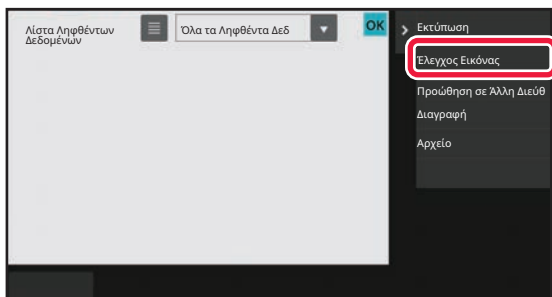 Λίστα Ληφθέντων
Δεδομένων
Όλα τα Ληφθέντα Δεδ
OK
Εκτύπωση
Έλεγχος Εικόνας
Προώθηση σε Άλλη Διεύθ
Διαγραφή
Αρχείο